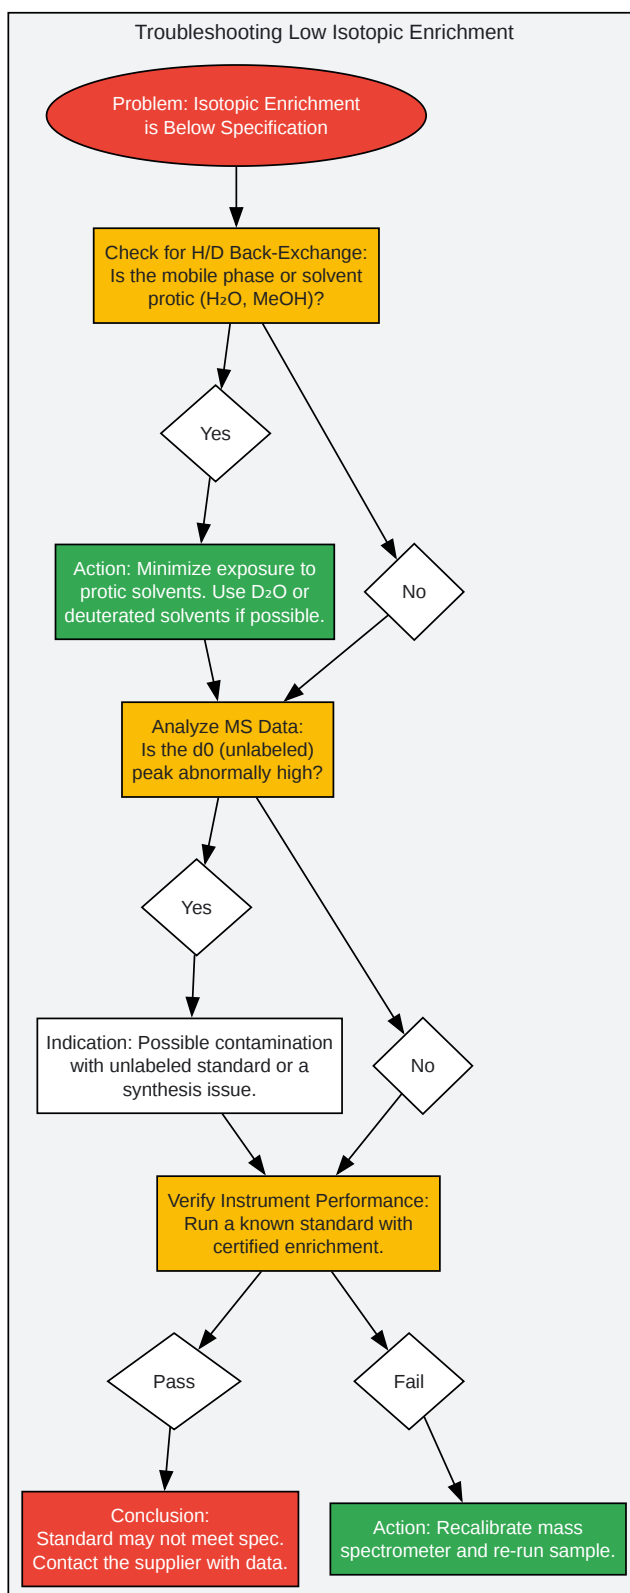 Troubleshooting Low Isotopic Enrichment
Problem: Isotopic Enrichment
is Below Specification
Check for H/D Back-Exchange:
Is the mobile phase or solvent
protic (H₂O, MeOH)?
Yes
Action: Minimize exposure to
protic solvents. Use D₂O or
deuterated solvents if possible.
No
Analyze MS Data:
Is the d0 (unlabeled)
peak abnormally high?
Yes
Indication: Possible contamination
with unlabeled standard or a
synthesis issue.
No
Verify Instrument Performance:
Run a known standard with
certified enrichment.
Pass
Fail
Conclusion:
Standard may not meet spec.
Contact the supplier with data.
Action: Recalibrate mass
spectrometer and re-run sample.